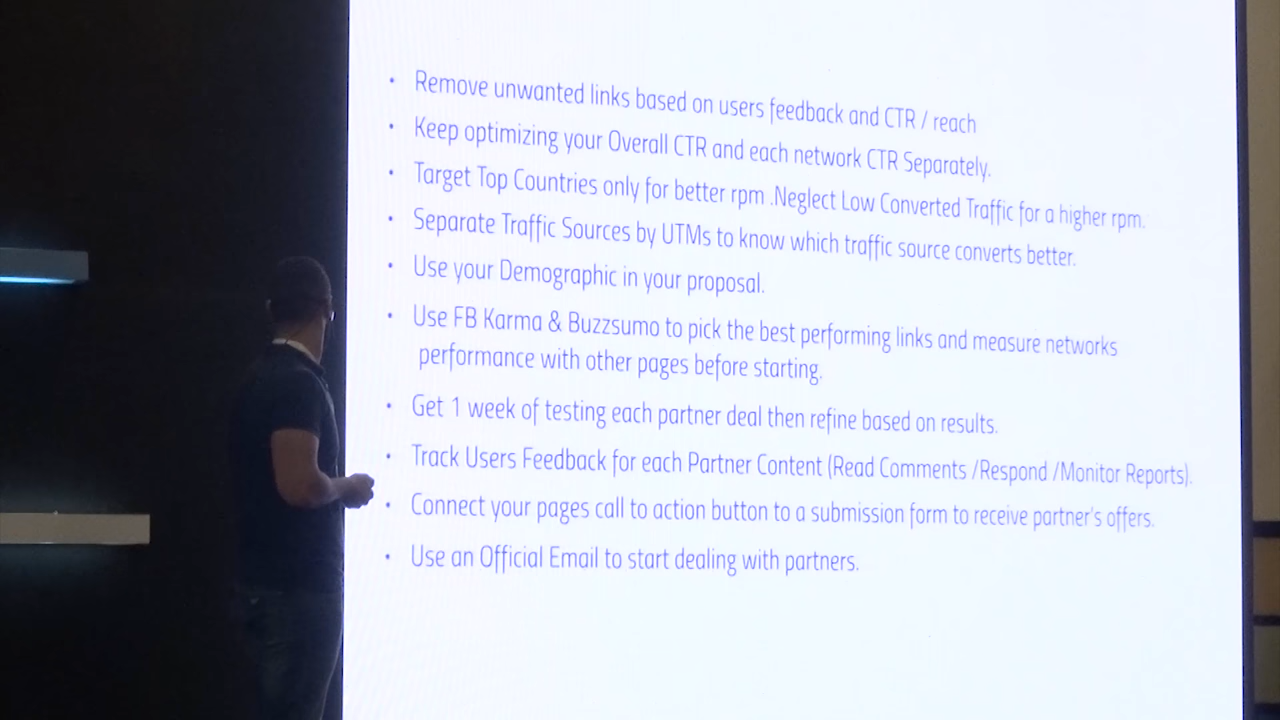 • Remove unwanted links based on users feedback and CTR / reach
• Keep optimizing your Overall CTR and each network CTR Separately.
• Target Top Countries only for better rpm .Neglect Low Converted Traffic for a higher rpm.
• Separate Traffic Sources by UTMs to know which traffic source converts better.
• Use your Demographic in your proposal.
• Use FB Karma & Buzzsumo to pick the best performing links and measure networks
performance with other pages before starting.
• Get 1 week of testing each partner deal then refine based on results.
• Track Users Feedback for each Partner Content (Read Comments /Respond /Monitor Reports).
• Connect your pages call to action button to a submission form to receive partner's offers.
• Use an Official Email to start dealing with partners.